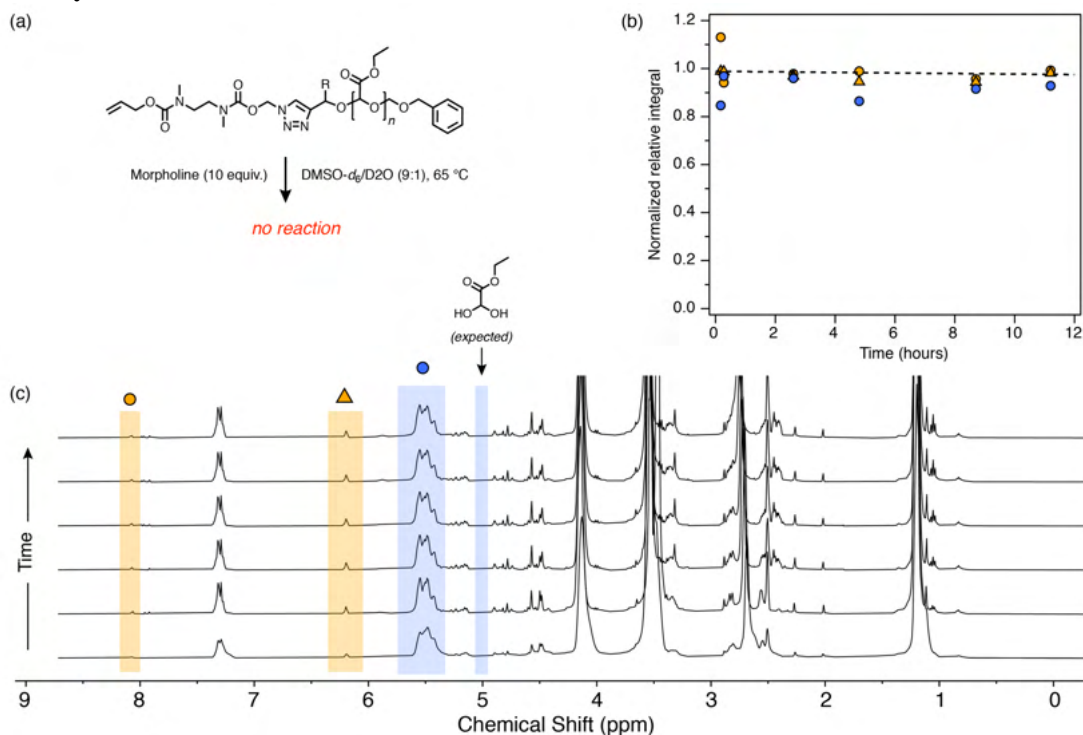 (a)
R
O
O
O
N
O
N
O
O
N
N=N
O
O
O
n
Morpholine (10 equiv.)
DMSO-d6/D2O (9:1), 65 °C
no reaction
O
O
HO OH
(expected)
(b)
Normalized relative integral
1.2
1.0
0.8
0.6
0.4
0.2
0.0
0 2 4 6 8 10 12
Time (hours)
(c)
Time
9 8 7 6 5 4 3 2 1 0
Chemical Shift (ppm)